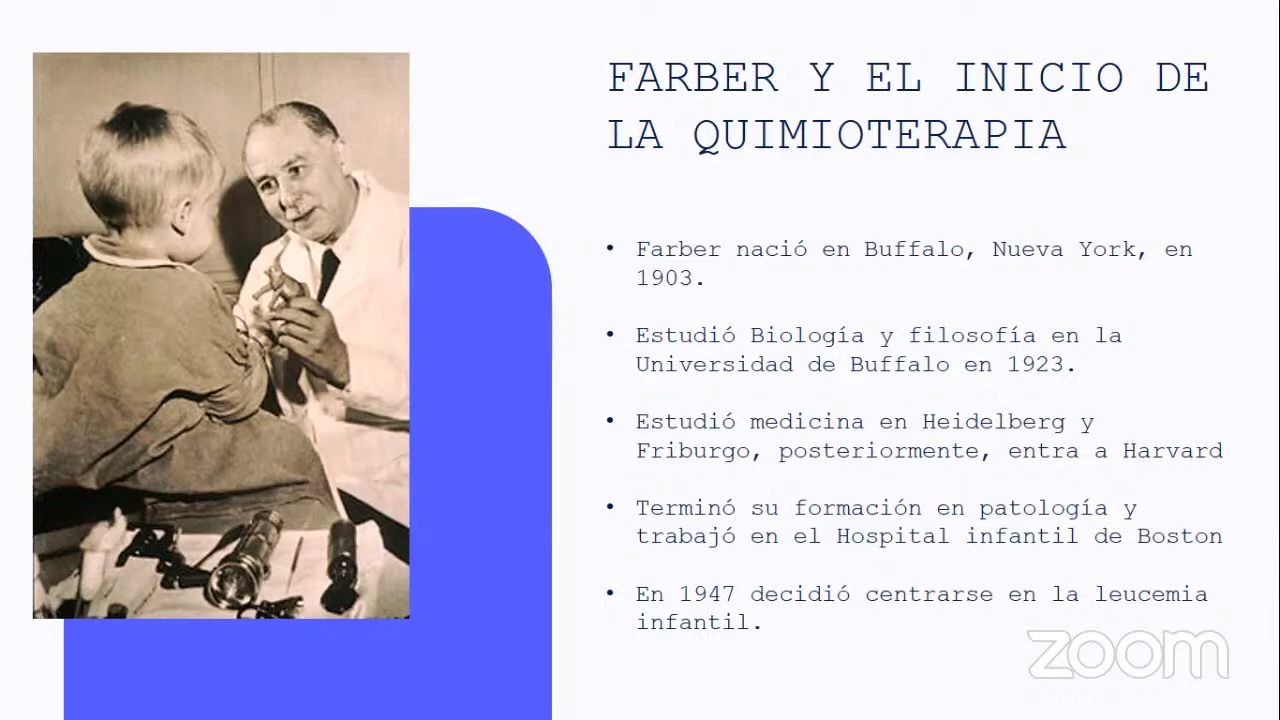 FARBER Y EL INICIO DE
LA QUIMIOTERAPIA
• Farber nació en Buffalo, Nueva York, en
1903.
• Estudió Biología y filosofía en la
Universidad de Buffalo en 1923.
• Estudió medicina en Heidelberg y
Friburgo, posteriormente, entra a Harvard
• Terminó su formación en patología y
trabajó en el Hospital infantil de Boston
• En 1947 decidió centrarse en la leucemia
infantil.
zoom